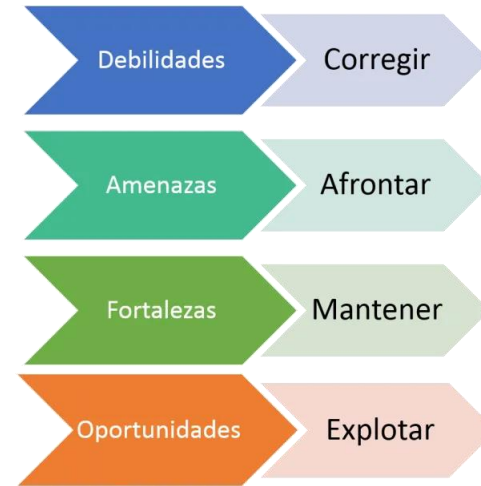 Debilidades
Corregir
Amenazas
Afrontar
Fortalezas
Mantener
Oportunidades
Explotar